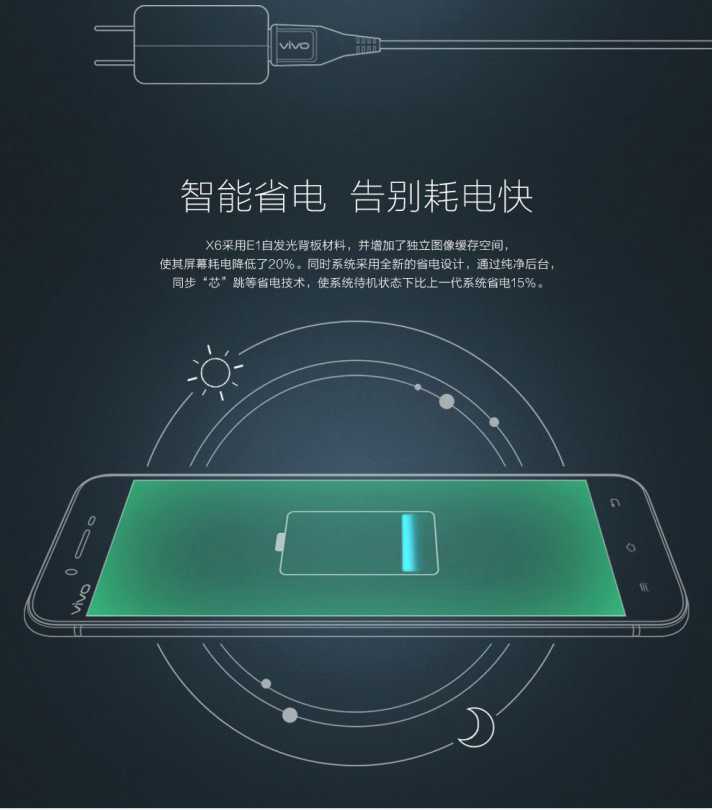 vivo
智能省电 告别耗电快
X6采用E1自发光背板材料，并增加了独立图像缓存空间，
使其屏幕耗电降低了20%。同时系统采用全新的省电设计，通过纯净后台，
同步“芯”跳等省电技术，使系统待机状态下比上一代系统省电15%。
vivo